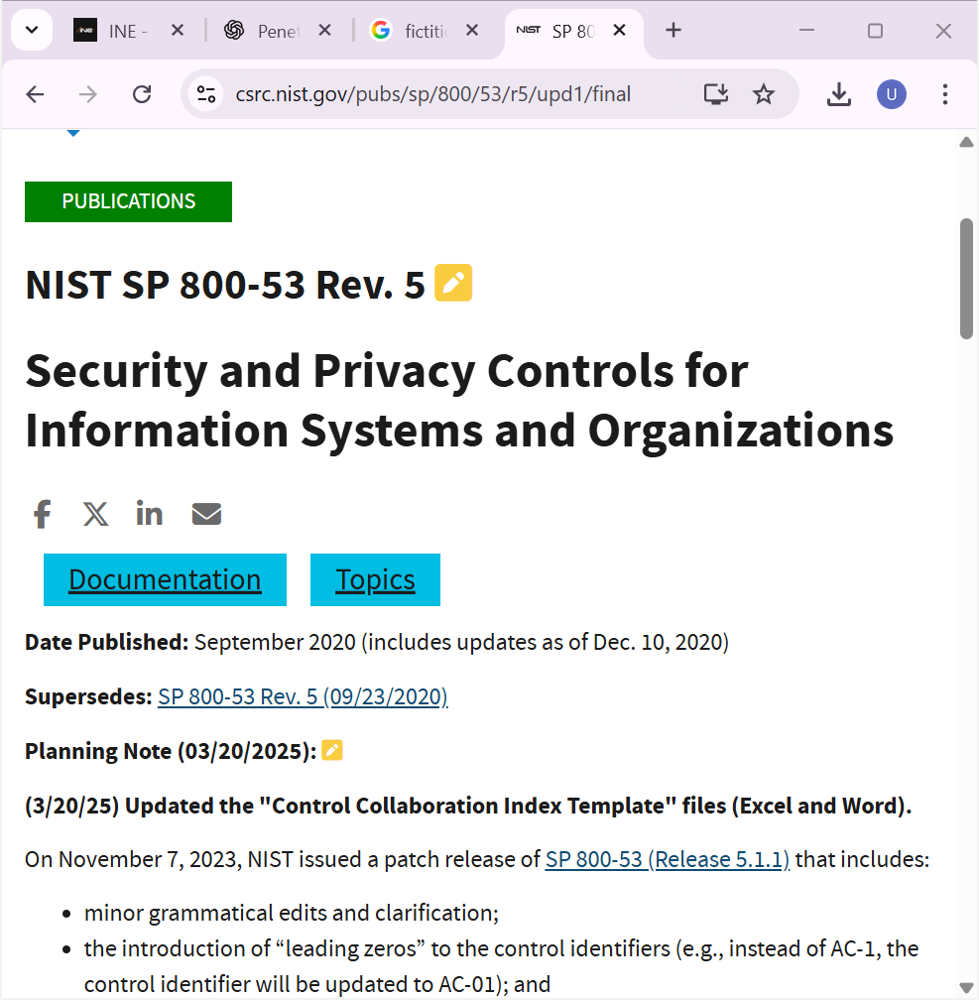 INE -
Penet
fictiti
NIST SP 80
csrc.nist.gov/pubs/sp/800/53/r5/upd1/final
U
PUBLICATIONS
NIST SP 800-53 Rev. 5
Security and Privacy Controls for
Information Systems and Organizations
Documentation Topics
Date Published: September 2020 (includes updates as of Dec. 10, 2020)
Supersedes: SP 800-53 Rev. 5 (09/23/2020)
Planning Note (03/20/2025):
(3/20/25) Updated the "Control Collaboration Index Template" files (Excel and Word).
On November 7, 2023, NIST issued a patch release of SP 800-53 (Release 5.1.1) that includes:
• minor grammatical edits and clarification;
• the introduction of “leading zeros” to the control identifiers (e.g., instead of AC-1, the
control identifier will be updated to AC-01); and